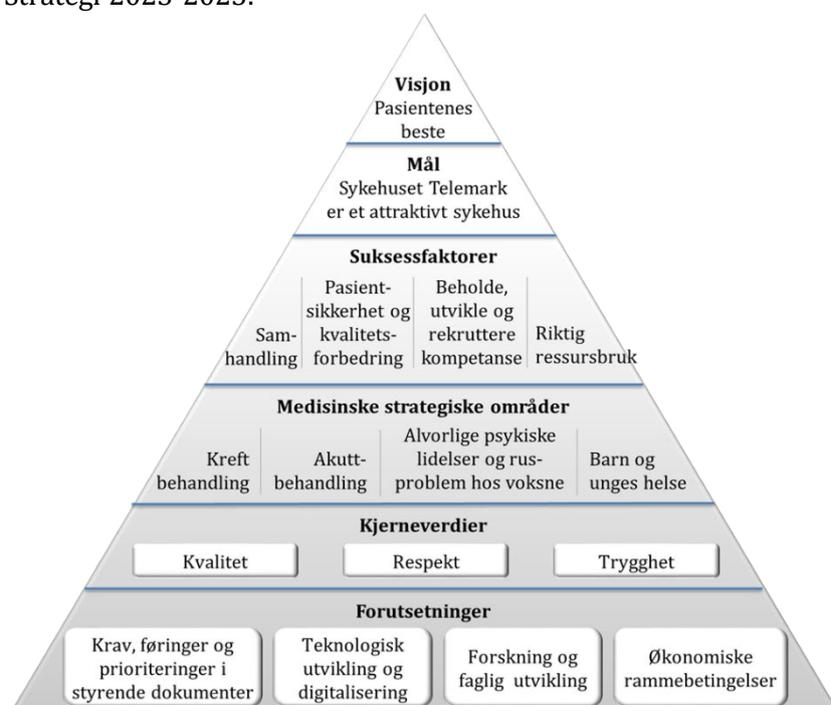 Visjon
Pasientenes
beste
Mål
Sykehuset Telemark
er et attraktivt sykehus
Suksessfaktorer
Sam-
handling
Pasient-
sikkerhet og
kvalitets-
forbedring
Beholde,
utvikle og
rekruttere
kompetanse
Riktig
ressursbruk
Medisinske strategiske områder
Kreft
behandling
Akutt-
behandling
Alvorlige psykiske
lidelser og rus-
problem hos voksne
Barn og
unges helse
Kjerneverdier
Kvalitet
Respekt
Trygghet
Forutsetninger
Krav, føringer og
prioriteringer i
styrende dokumenter
Teknologisk
utvikling og
digitalisering
Forskning og
faglig utvikling
Økonomiske
rammebetingelser